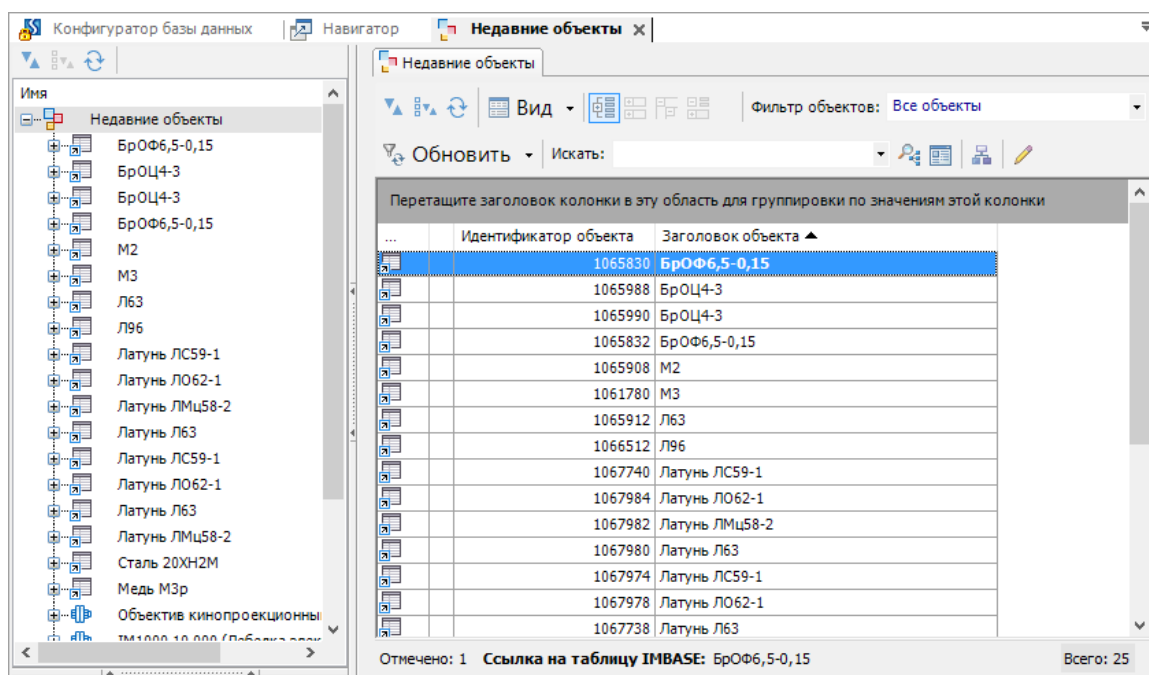 Конфигуратор базы данных
Навигатор
Недавние объекты
Имя
Недавние объекты
БрОФ6,5-0,15
БрОЦ4-3
БрОЦ4-3
БрОФ6,5-0,15
М2
М3
Л63
Л96
Латунь ЛС59-1
Латунь ЛО62-1
Латунь ЛМц58-2
Латунь Л63
Латунь ЛС59-1
Латунь ЛО62-1
Латунь Л63
Латунь ЛМц58-2
Сталь 20ХН2М
Медь М3р
Объектив кинопроекционны
Недавние объекты
Вид Фильтр объектов: Все объекты
Обновить Искать:
Перетащите заголовок колонки в эту область для группировки по значениям этой колонки
... Идентификатор объекта Заголовок объекта
1065830 БрОФ6,5-0,15
1065988 БрОЦ4-3
1065990 БрОЦ4-3
1065832 БрОФ6,5-0,15
1065908 М2
1061780 М3
1065912 Л63
1066512 Л96
1067740 Латунь ЛС59-1
1067984 Латунь ЛО62-1
1067982 Латунь ЛМц58-2
1067980 Латунь Л63
1067974 Латунь ЛС59-1
1067978 Латунь ЛО62-1
1067738 Латунь Л63
Отмечено: 1 Ссылка на таблицу IMBASE: БрОФ6,5-0,15 Всего: 25